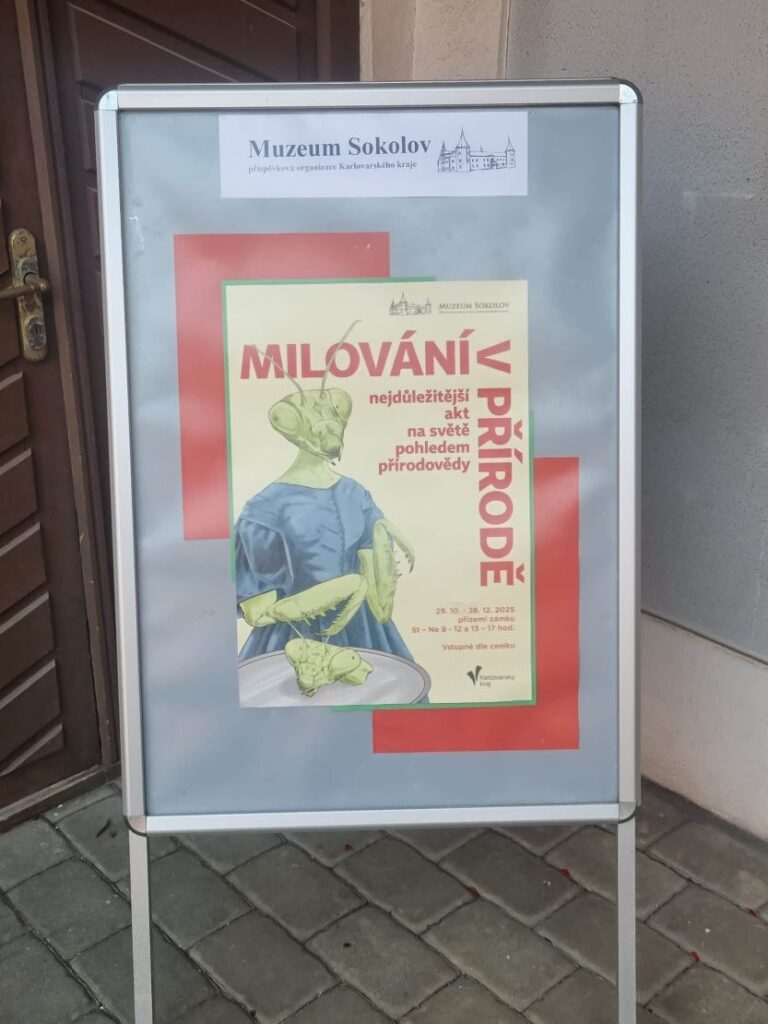 Muzeum Sokolov
příspěvková organizace Karlovarského kraje
MUZEUM SOKOLOV
MILOVÁNÍ
V PŘÍRODĚ
nejdůležitější
akt
na světě
pohledem
přírodovědy
29. 10. - 28. 12. 2025
přízemí zámku
St – Ne 9 - 12 a 13 – 17 hod.
Vstupné dle ceníku
Karlovarský
kraj